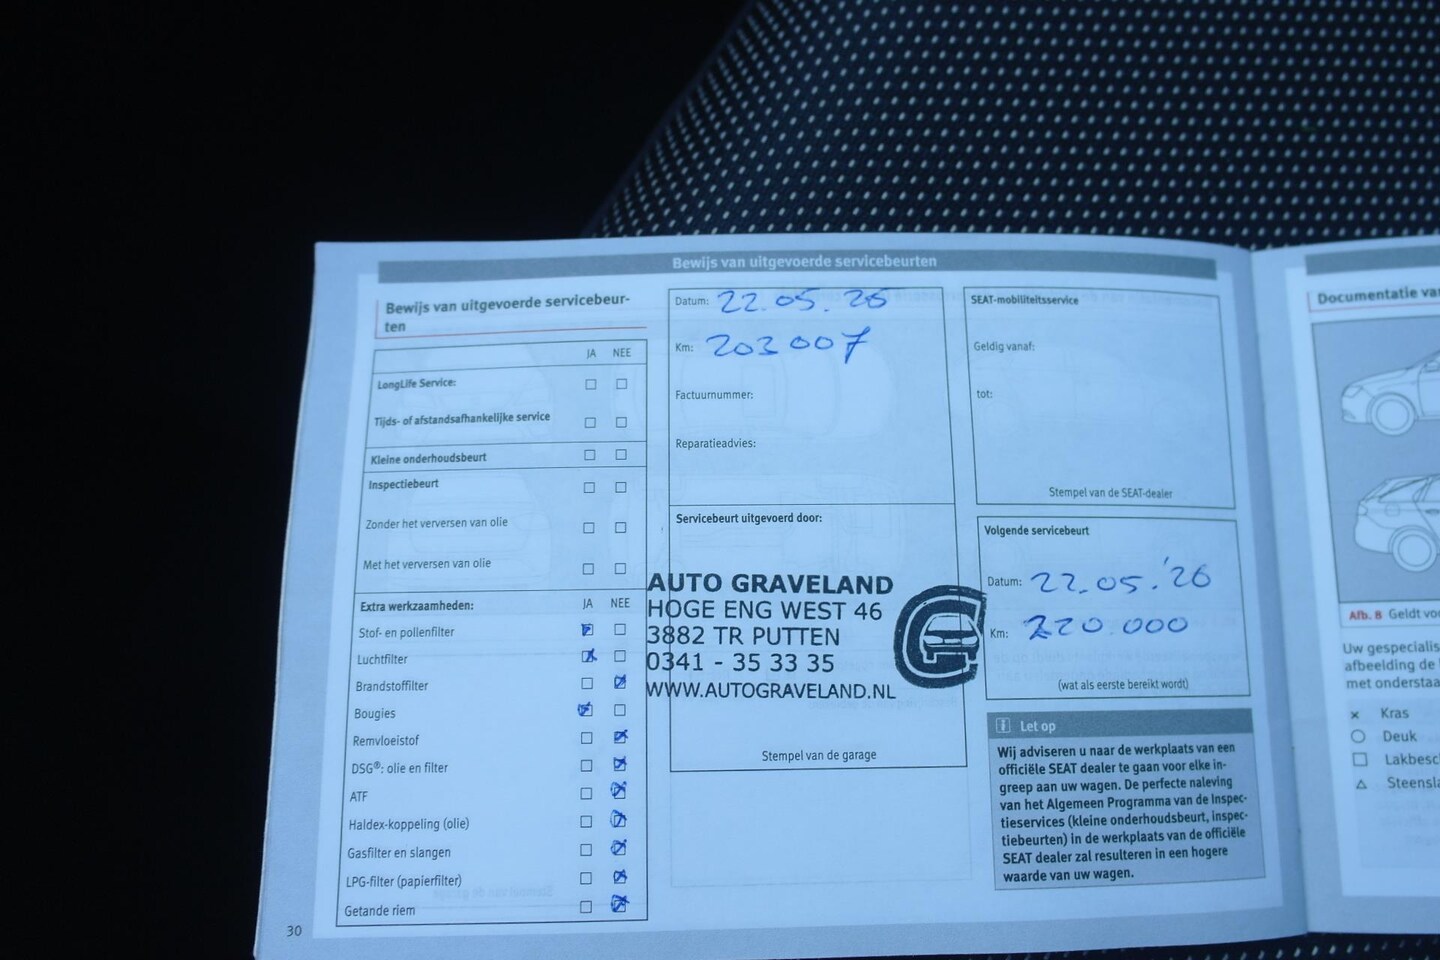 Bewijs van uitgevoerde servicebeurten
Bewijs van uitgevoerde servicebeur-
ten
JA NEE
LongLife Service:
Tijds- of afstandsafhankelijke service
Kleine onderhoudsbeurt
Inspectiebeurt
Zonder het verversen van olie
Met het verversen van olie
Extra werkzaamheden: JA NEE
Stof- en pollenfilter
Luchtfilter
Brandstoffilter
Bougies
Remvloeistof
DSG®: olie en filter
ATF
Haldex-koppeling (olie)
Gasfilter en slangen
LPG-filter (papierfilter)
Getande riem
30
Datum: 22.05.26
Km: 203007
Factuurnummer:
Reparatieadvies:
Servicebeurt uitgevoerd door:
AUTO GRAVELAND
HOGE ENG WEST 46
3882 TR PUTTEN
0341 - 35 33 35
WWW.AUTOGRAVELAND.NL
Stempel van de garage
SEAT-mobiliteitsservice
Geldig vanaf:
tot:
Stempel van de SEAT-dealer
Volgende servicebeurt
Datum: 22.05.'26
Km: 220.000
(wat als eerste bereikt wordt)
i Let op
Wij adviseren u naar de werkplaats van een
officiële SEAT dealer te gaan voor elke in-
greep aan uw wagen. De perfecte naleving
van het Algemeen Programma van de Inspec-
tieservices (kleine onderhoudsbeurt, inspec-
tiebeurten) in de werkplaats van de officiële
SEAT dealer zal resulteren in een hogere
waarde van uw wagen.
Documentatie
Afb. 8 Geldt
Uw
afbeelding de
met
Kras
Deuk